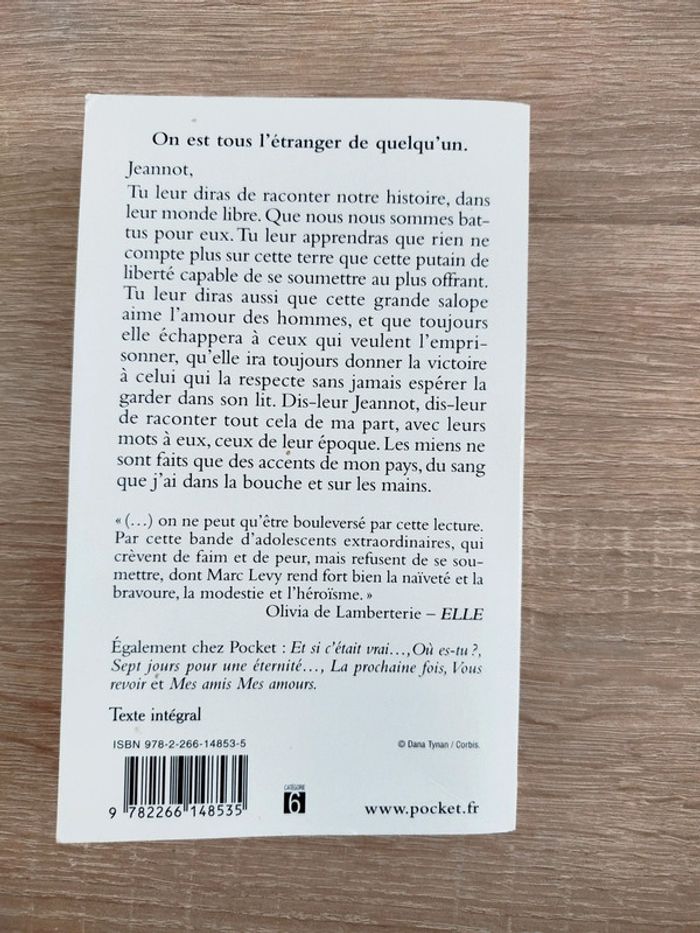 On est tous l'étranger de quelqu'un.
Jeannot,
Tu leur diras de raconter notre histoire, dans
leur monde libre. Que nous nous sommes bat-
tus pour eux. Tu leur apprendras que rien ne
compte plus sur cette terre que cette putain de
liberté capable de se soumettre au plus offrant.
Tu leur diras aussi que cette grande salope
aime l'amour des hommes, et que toujours
elle échappera à ceux qui veulent l'empri-
sonner, qu'elle ira toujours donner la victoire
à celui qui la respecte sans jamais espérer la
garder dans son lit. Dis-leur Jeannot, dis-leur
de raconter tout cela de ma part, avec leurs
mots à eux, ceux de leur époque. Les miens ne
sont faits que des accents de mon pays, du sang
que j'ai dans la bouche et sur les mains.
« (…) on ne peut qu'être bouleversé par cette lecture.
Par cette bande d'adolescents extraordinaires, qui
crèvent de faim et de peur, mais refusent de se sou-
mettre, dont Marc Levy rend fort bien la naïveté et la
bravoure, la modestie et l'héroïsme. »
Olivia de Lamberterie – ELLE
Également chez Pocket : Et si c'était vrai…, Où es-tu ?,
Sept jours pour une éternité…, La prochaine fois, Vous
revoir et Mes amis Mes amours.
Texte intégral
ISBN 978-2-266-14853-5
© Dana Tynan / Corbis.
9 782266 148535
CATÉGORIE
6
www.pocket.fr